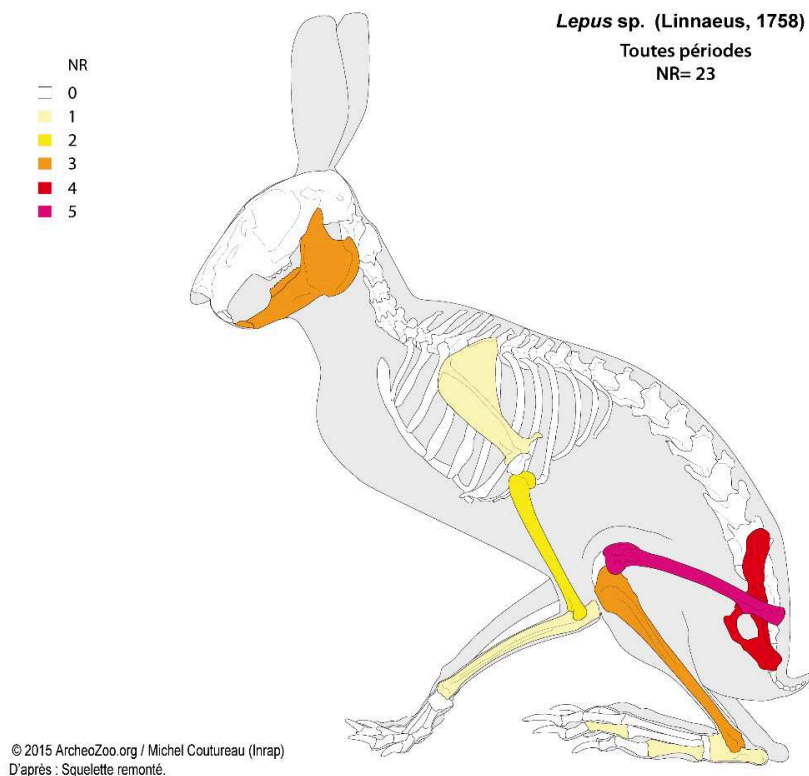 Lepus sp. (Linnaeus, 1758)
Toutes périodes
NR= 23
NR
0
1
2
3
4
5
© 2015 ArcheoZoo.org / Michel Coutureau (Inrap)
D'après : Squelette remonté.